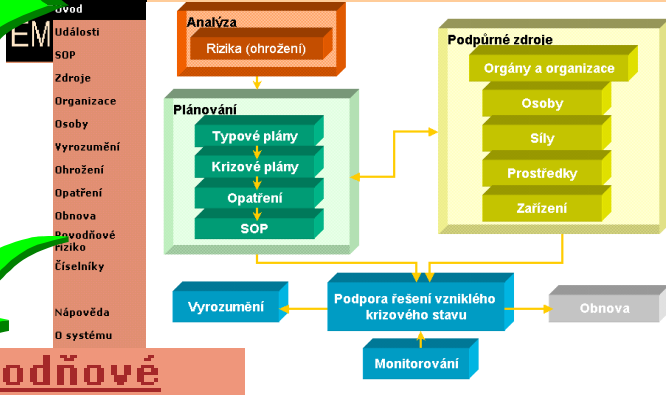 Úvod
EM
Události
SOP
Zdroje
Organizace
Osoby
Vyrozumění
Ohrožení
Opatření
Obnova
Povodňové
riziko
Číselníky
Nápověda
O systému
odňové
Analýza
Rizika (ohrožení)
Plánování
Typové plány
Krizové plány
Opatření
SOP
Podpůrné zdroje
Orgány a organizace
Osoby
Síly
Prostředky
Zařízení
Vyrozumění
Podpora řešení vzniklého
krizového stavu
Obnova
Monitorování